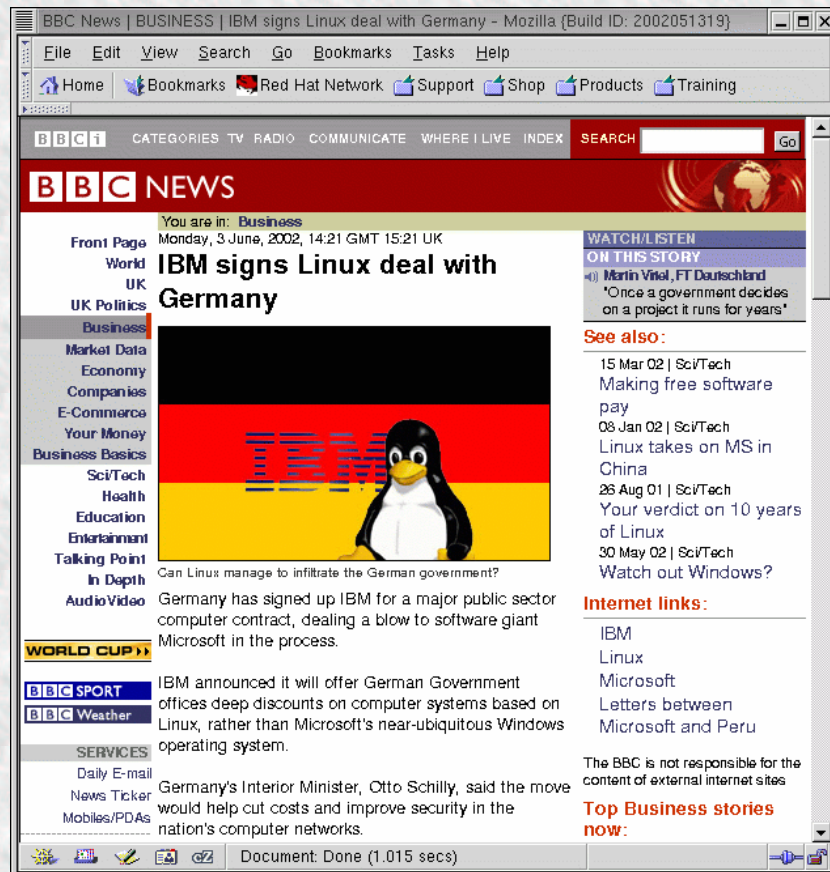 BBC News | BUSINESS | IBM signs Linux deal with Germany - Mozilla {Build ID: 2002051319}
File Edit View Search Go Bookmarks Tasks Help
Home Bookmarks Red Hat Network Support Shop Products Training
BBCi CATEGORIES TV RADIO COMMUNICATE WHERE I LIVE INDEX SEARCH Go
BBC NEWS
You are in: Business
Front Page
World
UK
UK Politics
Business
Market Data
Economy
Companies
E-Commerce
Your Money
Business Basics
Sci/Tech
Health
Education
Entertainment
Talking Point
In Depth
AudioVideo
WORLD CUP
BBC SPORT
BBC Weather
SERVICES
Daily E-mail
News Ticker
Mobiles/PDAs
Monday, 3 June, 2002, 14:21 GMT 15:21 UK
IBM signs Linux deal with
Germany
IBM
Can Linux manage to infiltrate the German government?
Germany has signed up IBM for a major public sector
computer contract, dealing a blow to software giant
Microsoft in the process.
IBM announced it will offer German Government
offices deep discounts on computer systems based on
Linux, rather than Microsoft's near-ubiquitous Windows
operating system.
Germany's Interior Minister, Otto Schilly, said the move
would help cut costs and improve security in the
nation's computer networks.
WATCH/LISTEN
ON THIS STORY
Martin Virtel, FT Deutschland
"Once a government decides
on a project it runs for years"
See also:
15 Mar 02 | Sci/Tech
Making free software
pay
08 Jan 02 | Sci/Tech
Linux takes on MS in
China
26 Aug 01 | Sci/Tech
Your verdict on 10 years
of Linux
30 May 02 | Sci/Tech
Watch out Windows?
Internet links:
IBM
Linux
Microsoft
Letters between
Microsoft and Peru
The BBC is not responsible for the
content of external internet sites
Top Business stories
now:
Document: Done (1.015 secs)